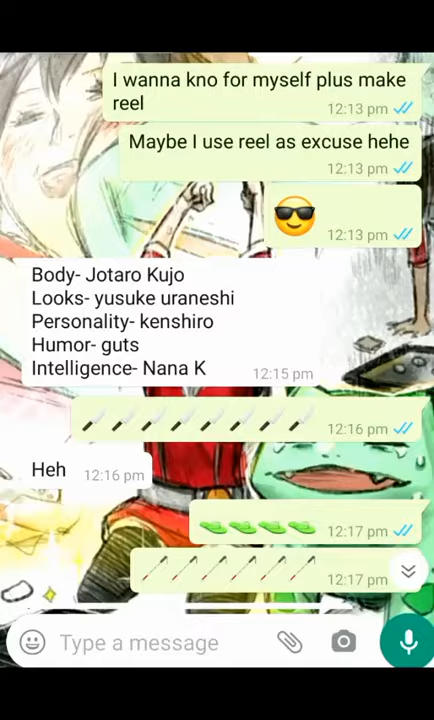 I wanna kno for myself plus make
reel
12:13 pm
Maybe I use reel as excuse hehe
12:13 pm
😎
12:13 pm
Body- Jotaro Kujo
Looks- yusuke uraneshi
Personality- kenshiro
Humor- guts
Intelligence- Nana K
12:15 pm
🔪🔪🔪🔪🔪🔪🔪🔪
12:16 pm
Heh
12:16 pm
12:17 pm
12:17 pm
Type a message